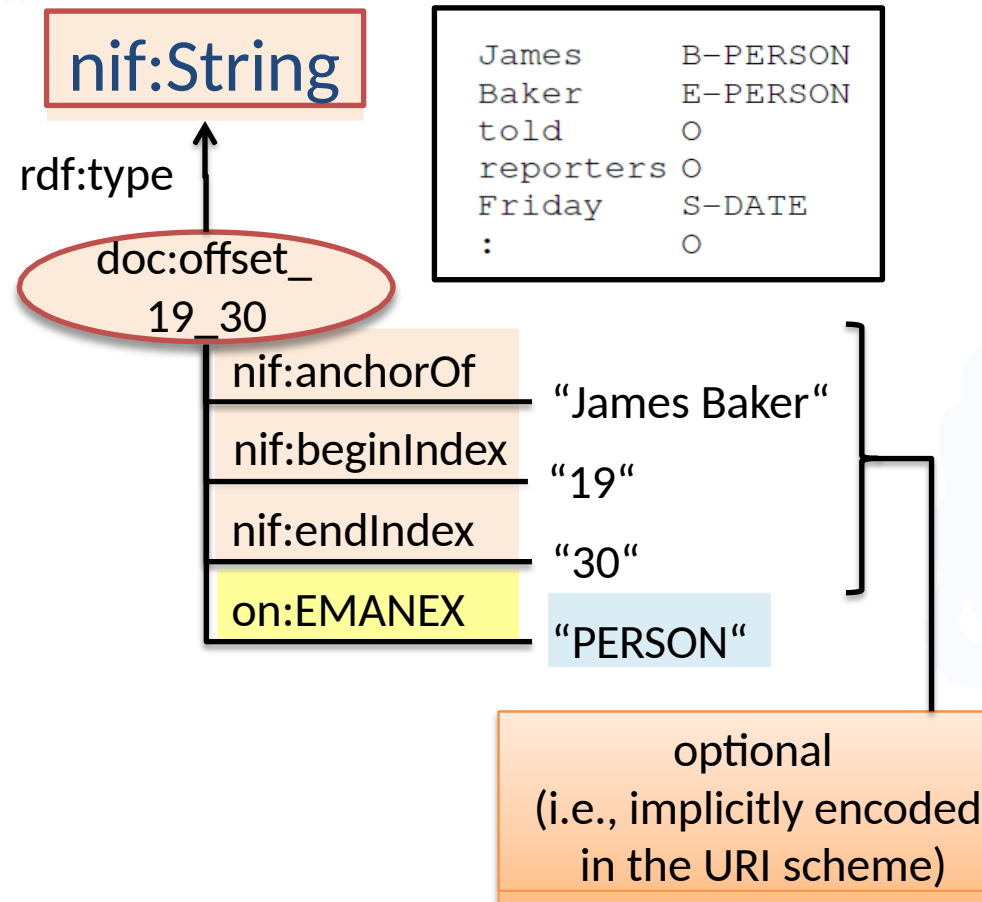 nif:String
James B-PERSON
Baker E-PERSON
told O
reporters O
Friday S-DATE
: O
rdf:type
doc:offset_
19_30
nif:anchorOf “James Baker“
nif:beginIndex “19“
nif:endIndex “30“
on:EMANEX “PERSON“
optional
(i.e., implicitly encoded
in the URI scheme)